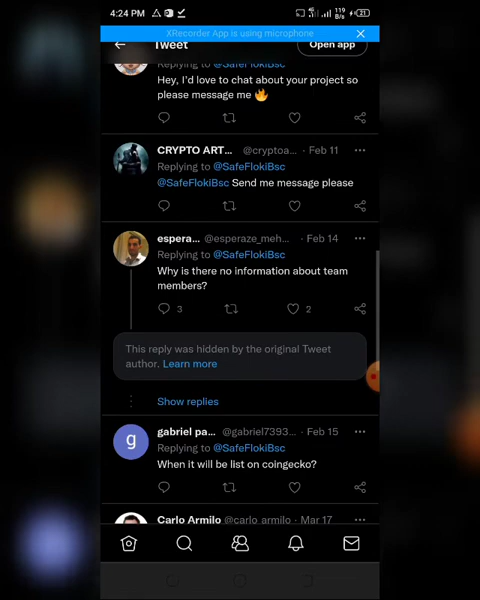 4:24 PM
119
B/s
21
XRecorder App is using microphone
Tweet
Open app
Replying to @SafeFlokiBsc
Hey, I'd love to chat about your project so
please message me 🔥
CRYPTO ART... @cryptoa... · Feb 11
Replying to @SafeFlokiBsc
@SafeFlokiBsc Send me message please
espera... @esperaze_meh... · Feb 14
Replying to @SafeFlokiBsc
Why is there no information about team
members?
3
2
This reply was hidden by the original Tweet
author. Learn more
Show replies
g
gabriel pa... @gabriel7393... · Feb 15
Replying to @SafeFlokiBsc
When it will be list on coingecko?
Carlo Armilo @carlo_armilo · Mar 17